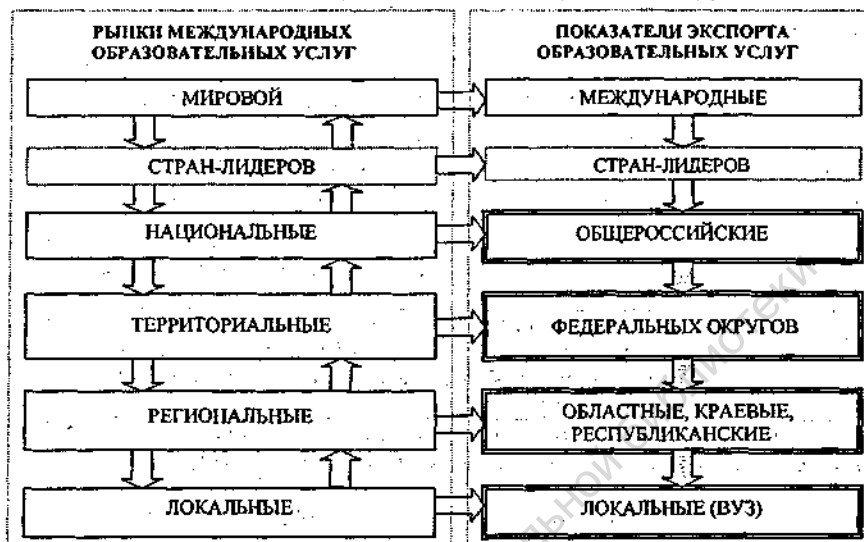 РЫНКИ МЕЖДУНАРОДНЫХ
ОБРАЗОВАТЕЛЬНЫХ УСЛУГ
ПОКАЗАТЕЛИ ЭКСПОРТА
ОБРАЗОВАТЕЛЬНЫХ УСЛУГ
МИРОВОЙ
МЕЖДУНАРОДНЫЕ
СТРАН-ЛИДЕРОВ
СТРАН-ЛИДЕРОВ
НАЦИОНАЛЬНЫЕ
ОБЩЕРОССИЙСКИЕ
ТЕРРИТОРИАЛЬНЫЕ
ФЕДЕРАЛЬНЫХ ОКРУГОВ
РЕГИОНАЛЬНЫЕ
ОБЛАСТНЫЕ, КРАЕВЫЕ,
РЕСПУБЛИКАНСКИЕ
ЛОКАЛЬНЫЕ
ЛОКАЛЬНЫЕ (ВУЗ)